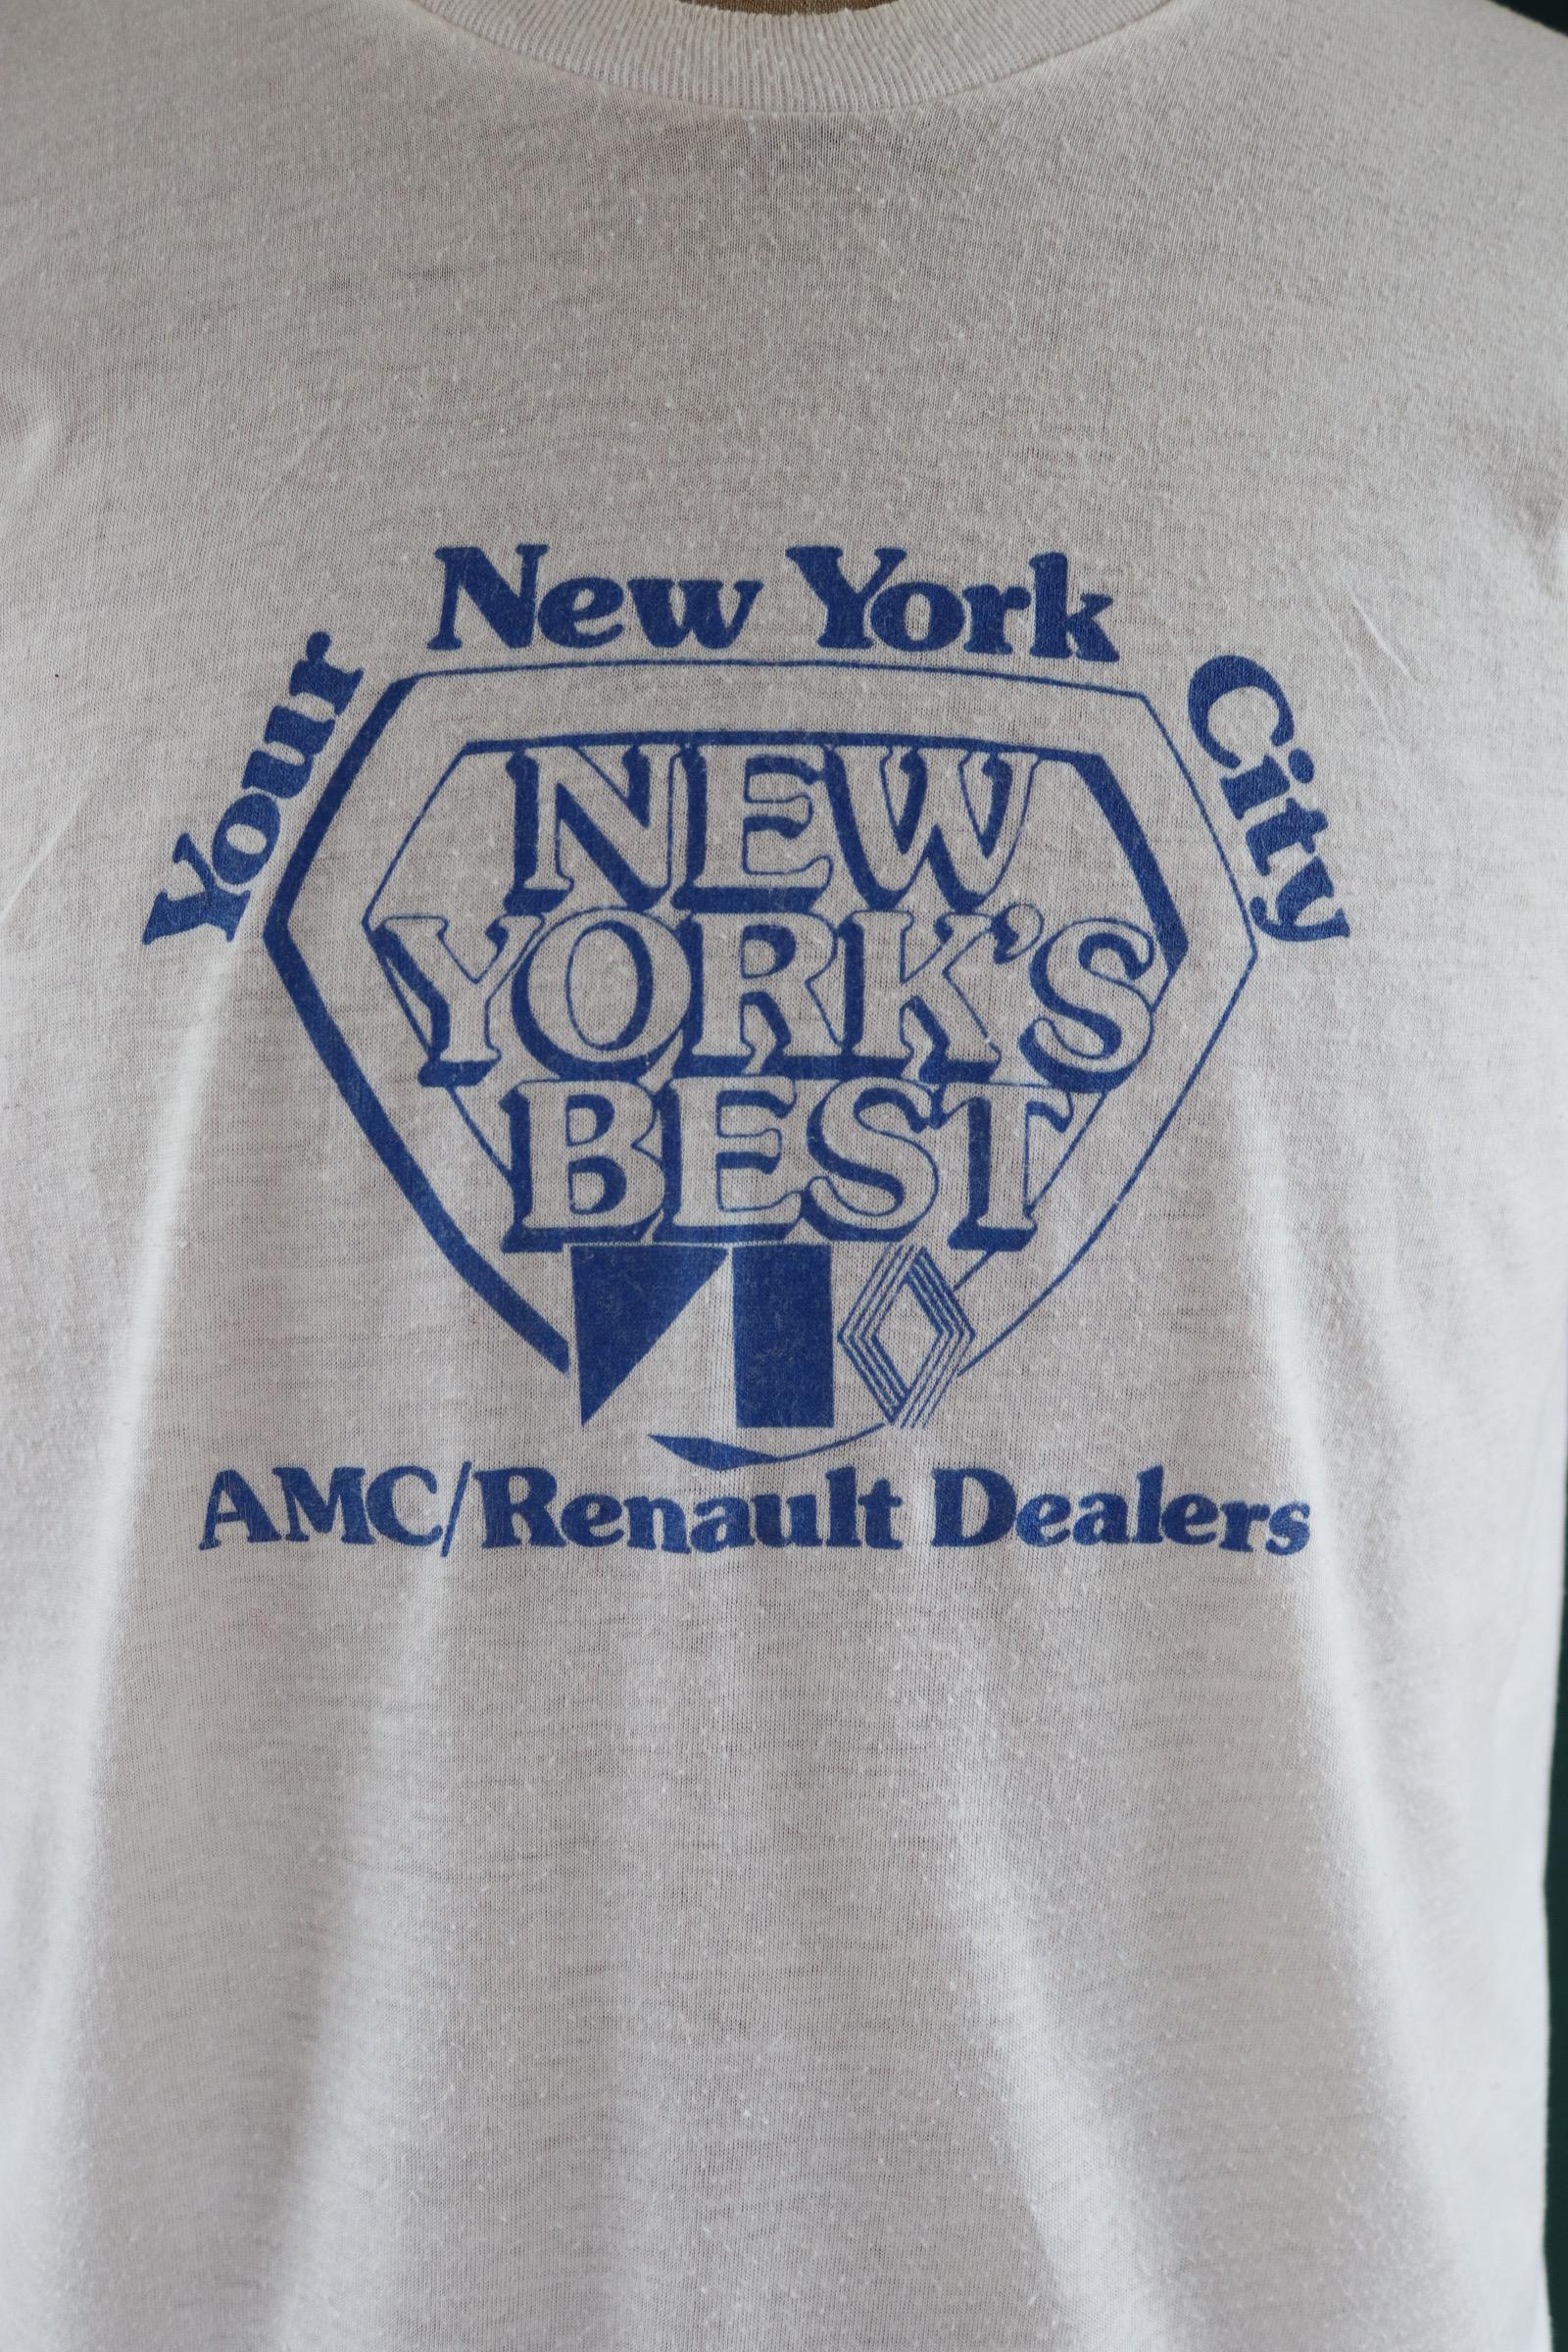 Your New York City
NEW
YORK'S
BEST
AMC/Renault Dealers